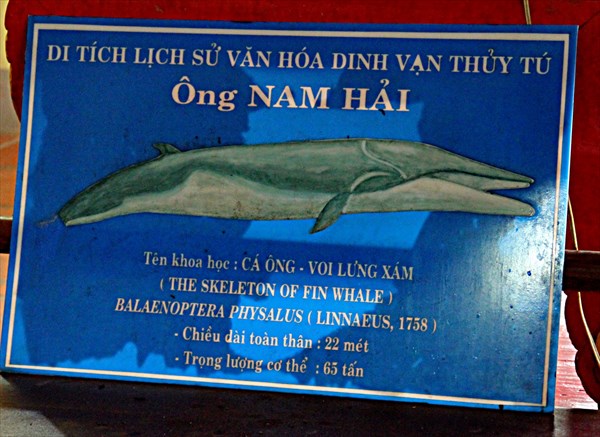 DI TÍCH LỊCH SỬ VĂN HÓA DINH VẠN THỦY TÚ
Ông NAM HẢI
Tên khoa học : CÁ ÔNG - VOI LƯNG XÁM
( THE SKELETON OF FIN WHALE )
BALAENOPTERA PHYSALUS ( LINNAEUS, 1758 )
- Chiều dài toàn thân : 22 mét
- Trọng lượng cơ thể : 65 tấn